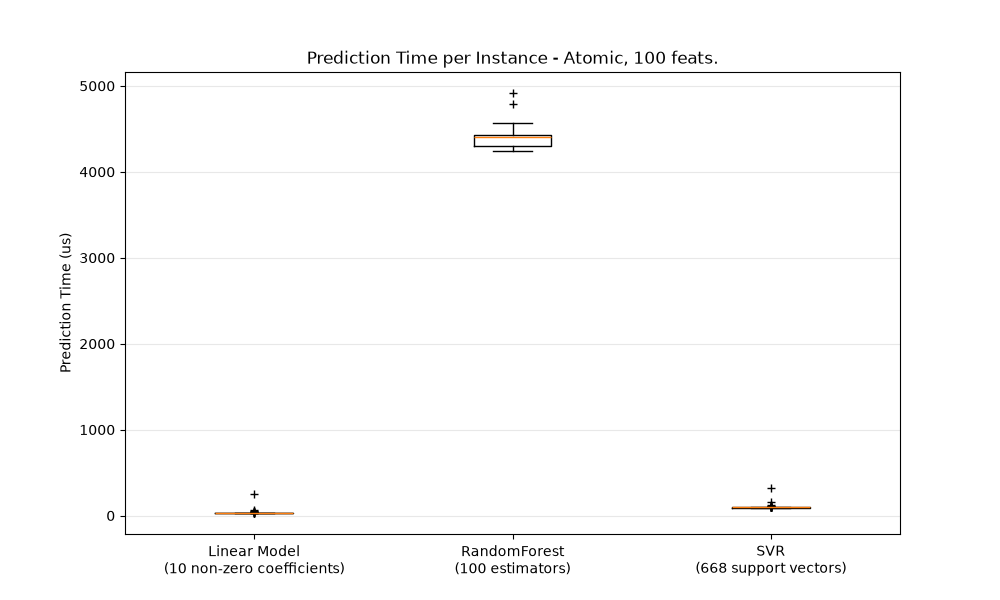 Prediction Time per Instance - Atomic, 100 feats.
Prediction Time (us)
5000
4000
3000
2000
1000
0
Linear Model
(10 non-zero coefficients)
RandomForest
(100 estimators)
SVR
(668 support vectors)